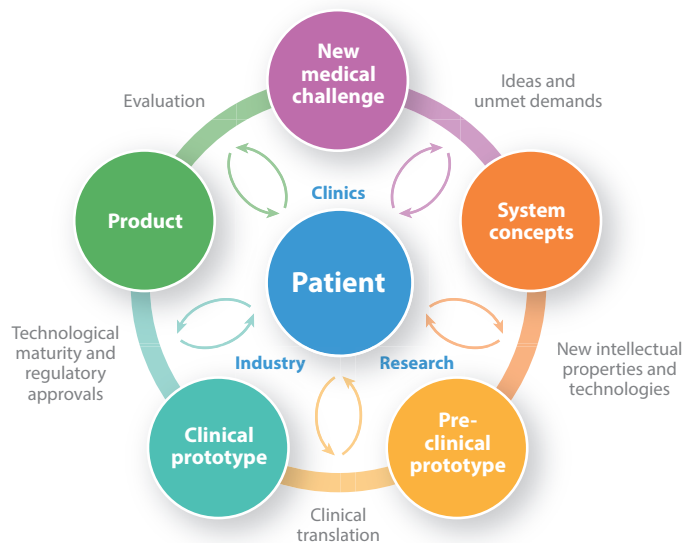 New
medical
challenge
Evaluation
Ideas and
unmet demands
Clinics
Product
System
concepts
Patient
Technological
maturity and
regulatory
approvals
Industry
Research
New intellectual
properties and
technologies
Clinical
prototype
Pre-
clinical
prototype
Clinical
translation